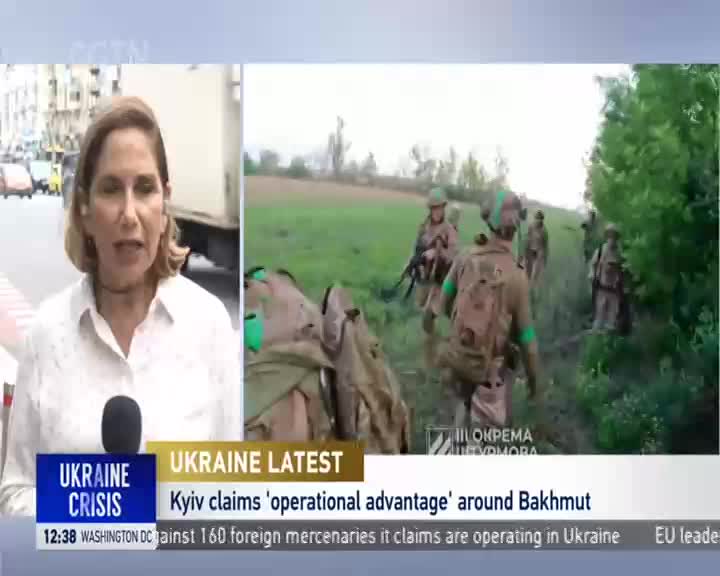 CGTN
III ОКРЕМА
ШТУРМОВА
UKRAINE LATEST
UKRAINE
CRISIS
Kyiv claims 'operational advantage' around Bakhmut
12:38 WASHINGTON DC
gainst 160 foreign mercenaries it claims are operating in Ukraine EU leade